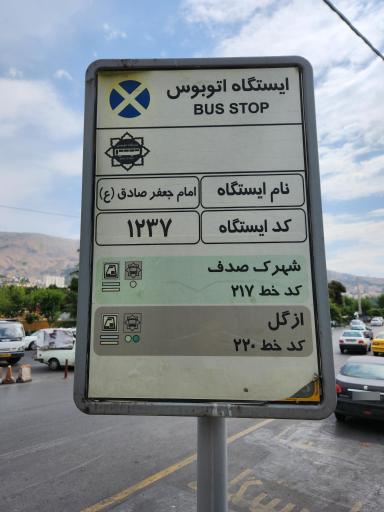 ایستگاه اتوبوس
BUS STOP
نام ایستگاه امام جعفر صادق (ع)
کد ایستگاه ۱۲۳۷
شهرک صدف
کد خط ۲۱۷
ازگل
کد خط ۲۲۰